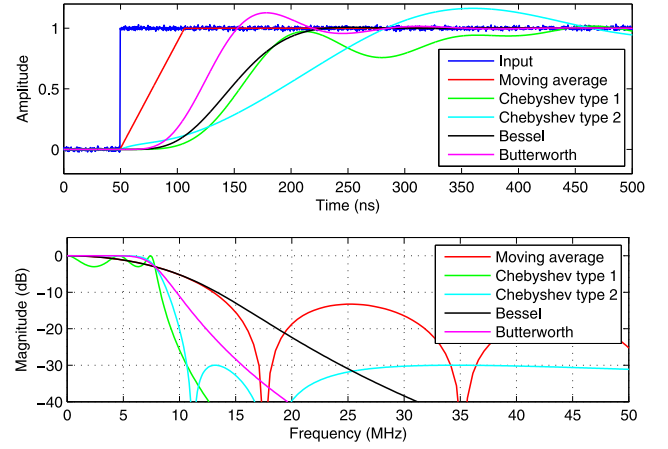 1
0.5
0
Amplitude
Input
Moving average
Chebyshev type 1
Chebyshev type 2
Bessel
Butterworth
0 50 100 150 200 250 300 350 400 450 500
Time (ns)
0
−10
−20
−30
−40
Magnitude (dB)
Moving average
Chebyshev type 1
Chebyshev type 2
Bessel
Butterworth
0 5 10 15 20 25 30 35 40 45 50
Frequency (MHz)